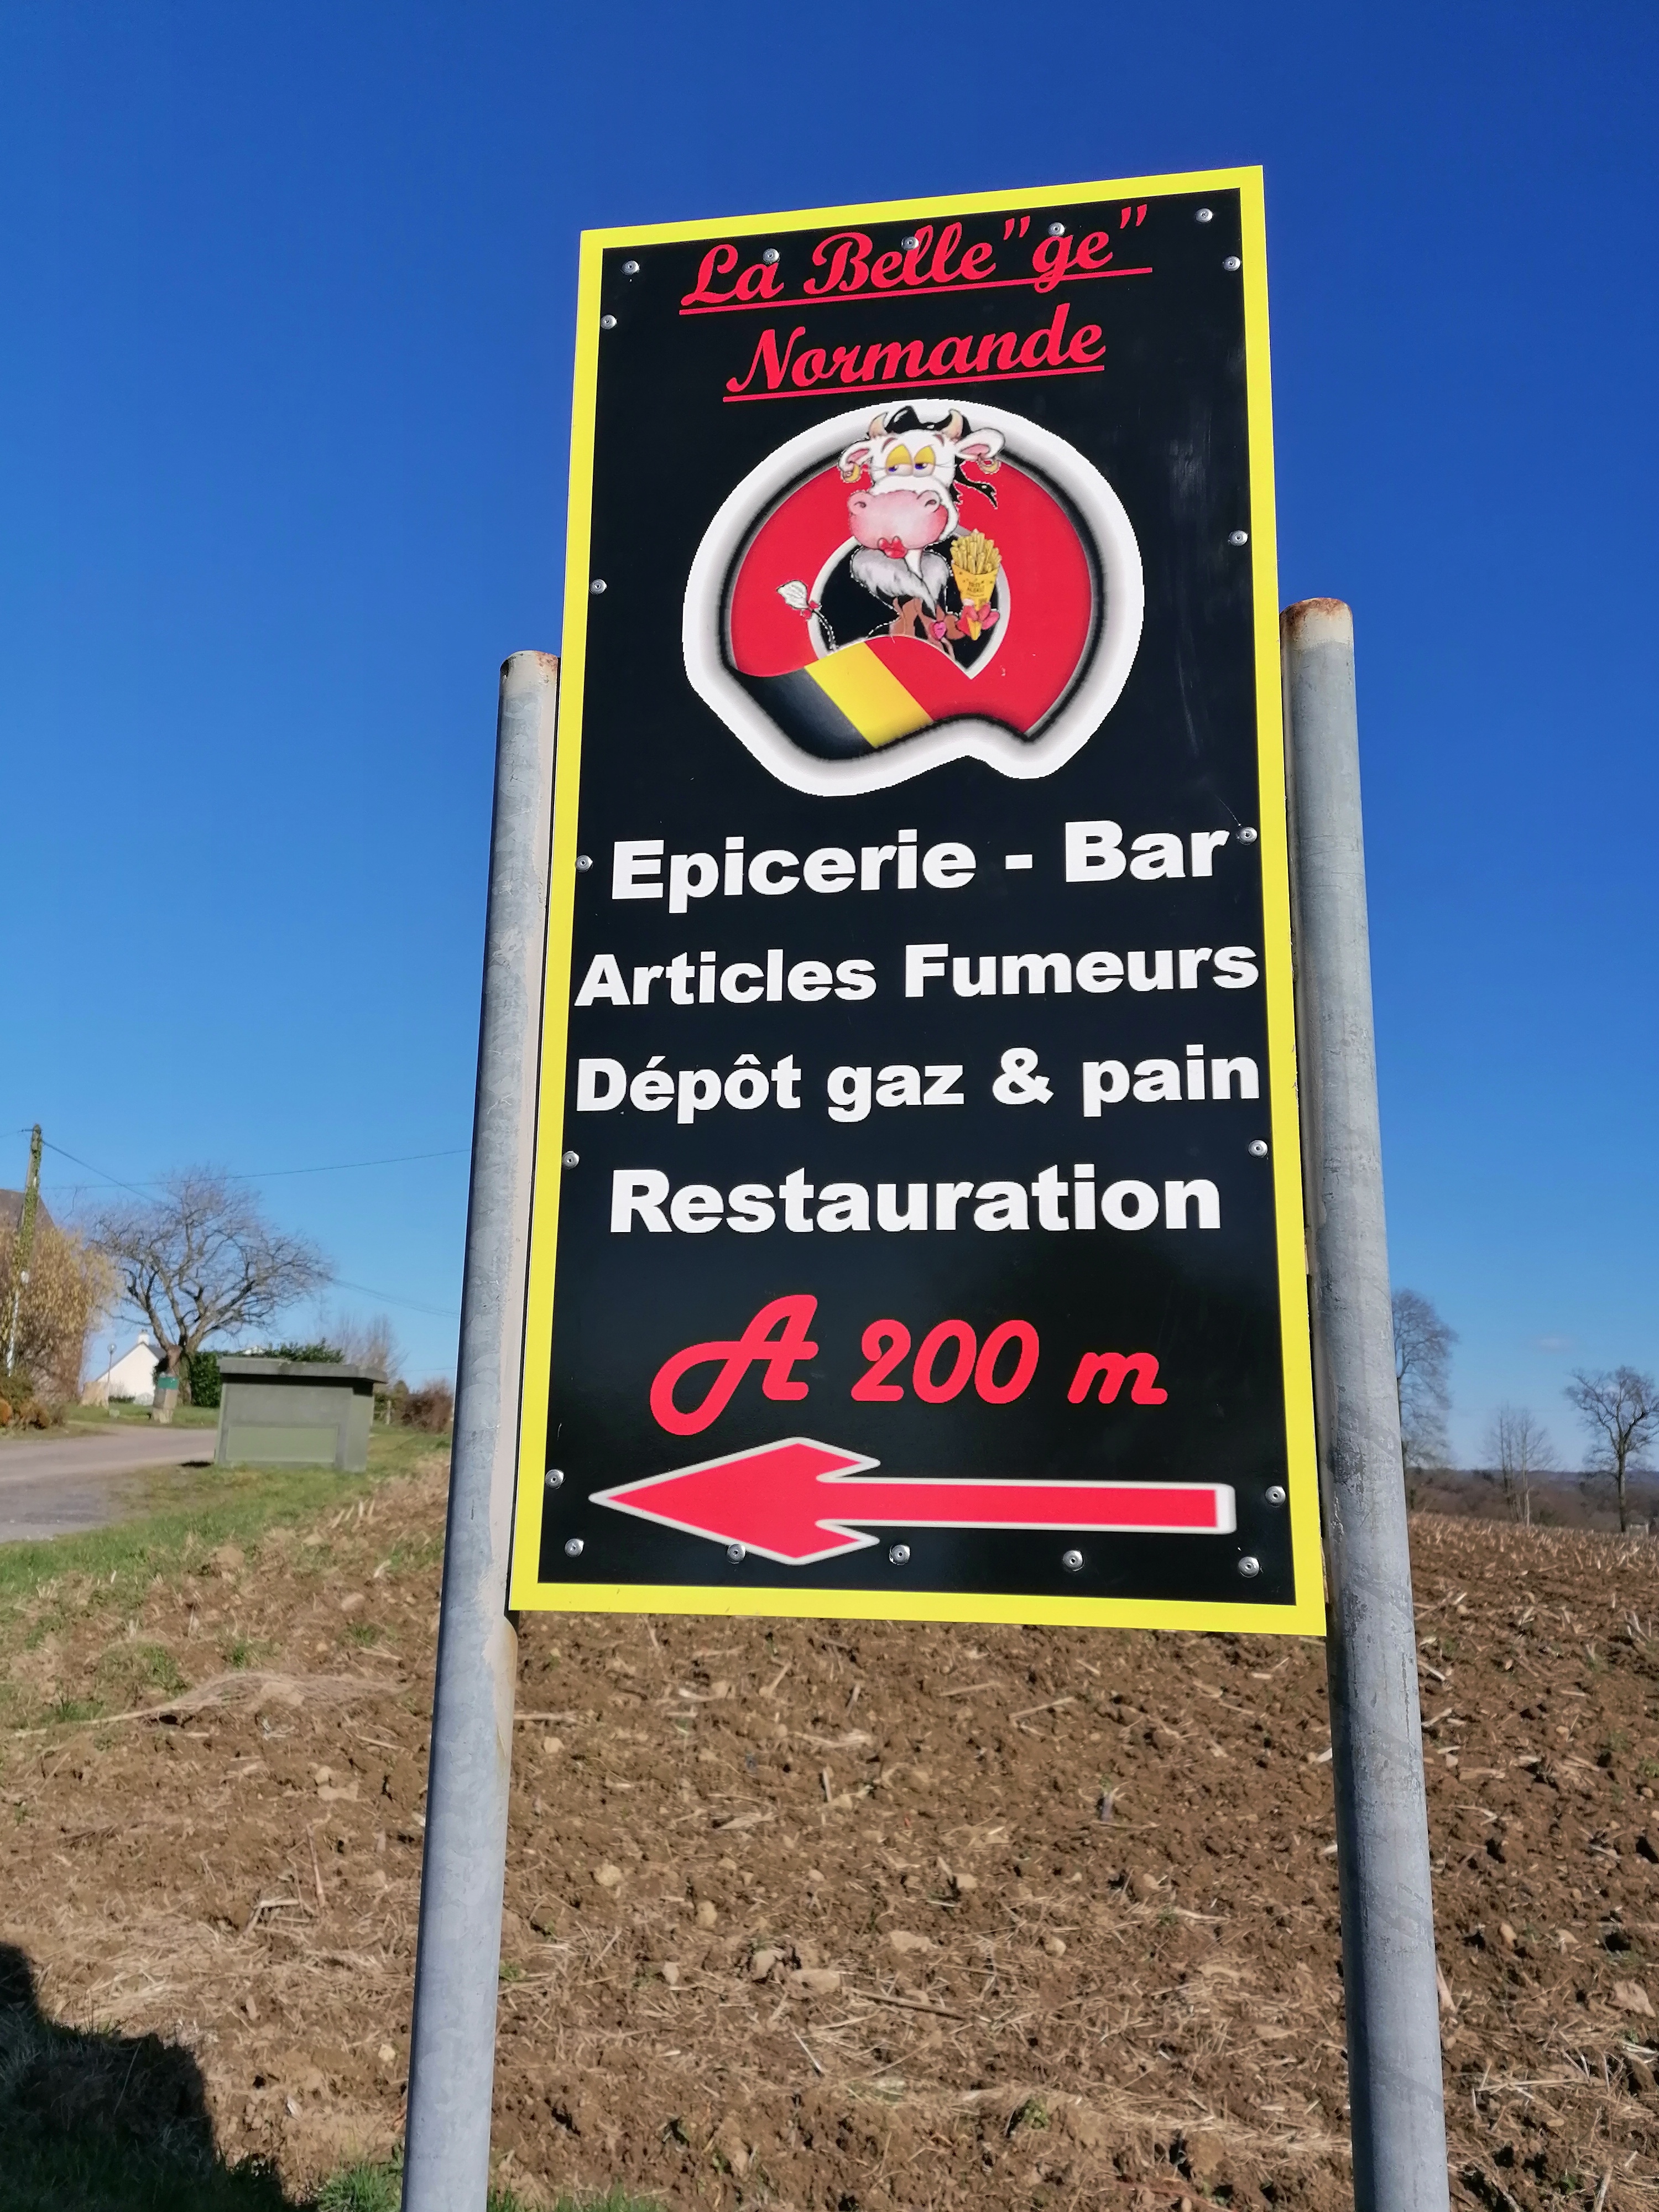 La Belle"ge"
Normande
Epicerie - Bar
Articles Fumeurs
Dépôt gaz & pain
Restauration
A 200 m